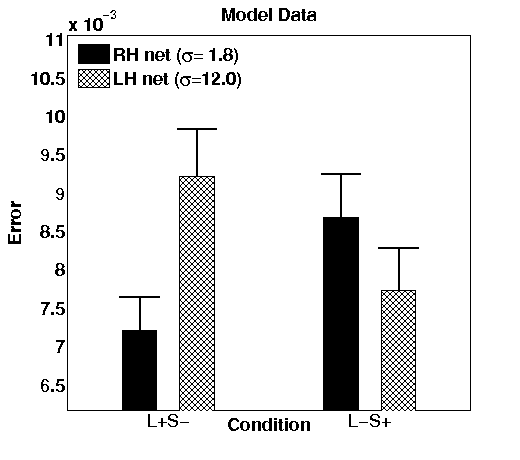 Model Data
x 10⁻³
11
10.5
10
9.5
9
8.5
8
7.5
7
6.5
Error
RH net (σ= 1.8)
LH net (σ=12.0)
L+S−
L−S+
Condition